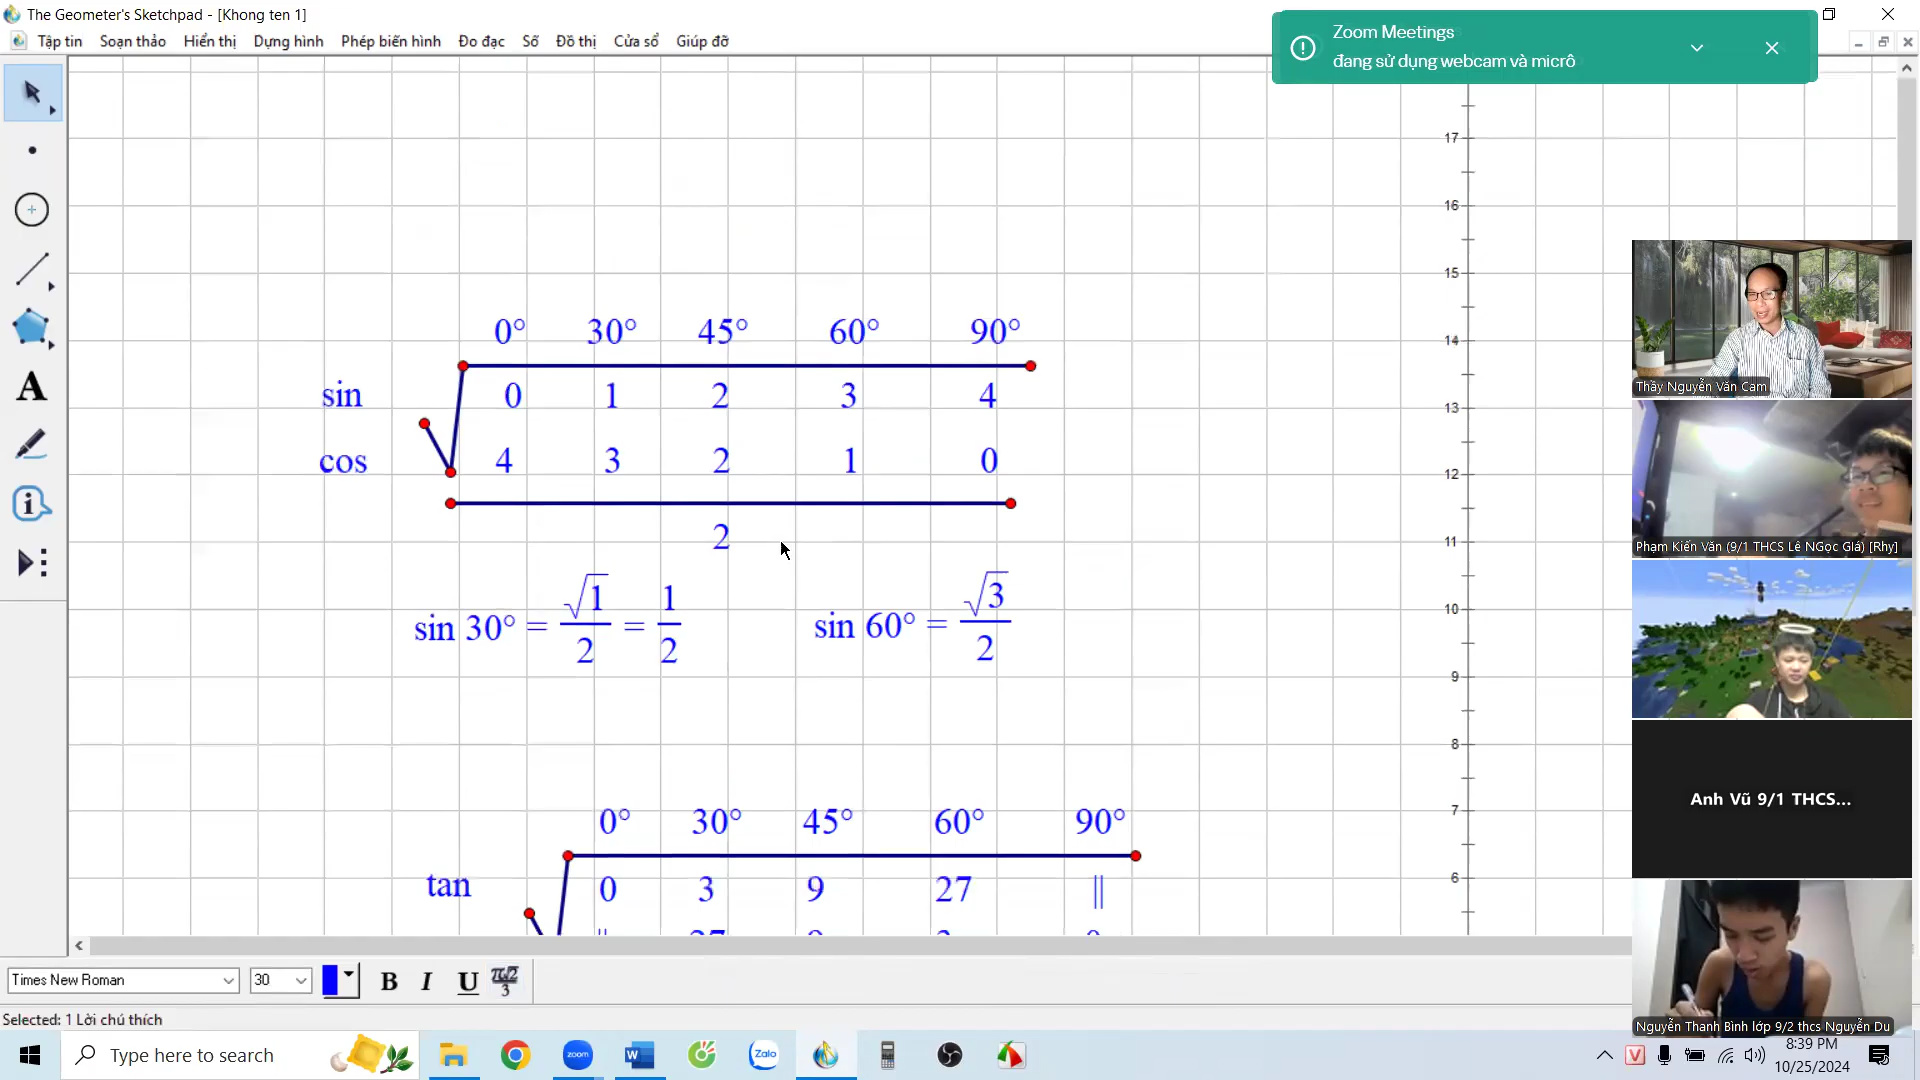 The Geometer's Sketchpad - [Khong ten 1]
Zoom Meetings
đang sử dụng webcam và micrô
Tập tin Soạn thảo Hiển thị Dựng hình Phép biến hình Đo đạc Số Đồ thị Cửa sổ Giúp đỡ
17
16
15
0° 30° 45° 60° 90°
14
sin 0 1 2 3 4
13
cos 4 3 2 1 0
12
2
11
sin 30° = √1/2 = 1/2 sin 60° = √3/2
10
9
8
0° 30° 45° 60° 90°
7
tan 0 3 9 27 ||
6
Thầy Nguyễn Văn Cam
Phạm Kiến Văn (9/1 THCS Lê NGọc GIá) [Rhy]
Anh Vũ 9/1 THCS...
Nguyễn Thanh Bình lớp 9/2 thcs Nguyễn Du
Times New Roman 30 B I U π√2/3
Selected: 1 Lời chú thích
Type here to search
zoom
Zalo
8:39 PM
10/25/2024